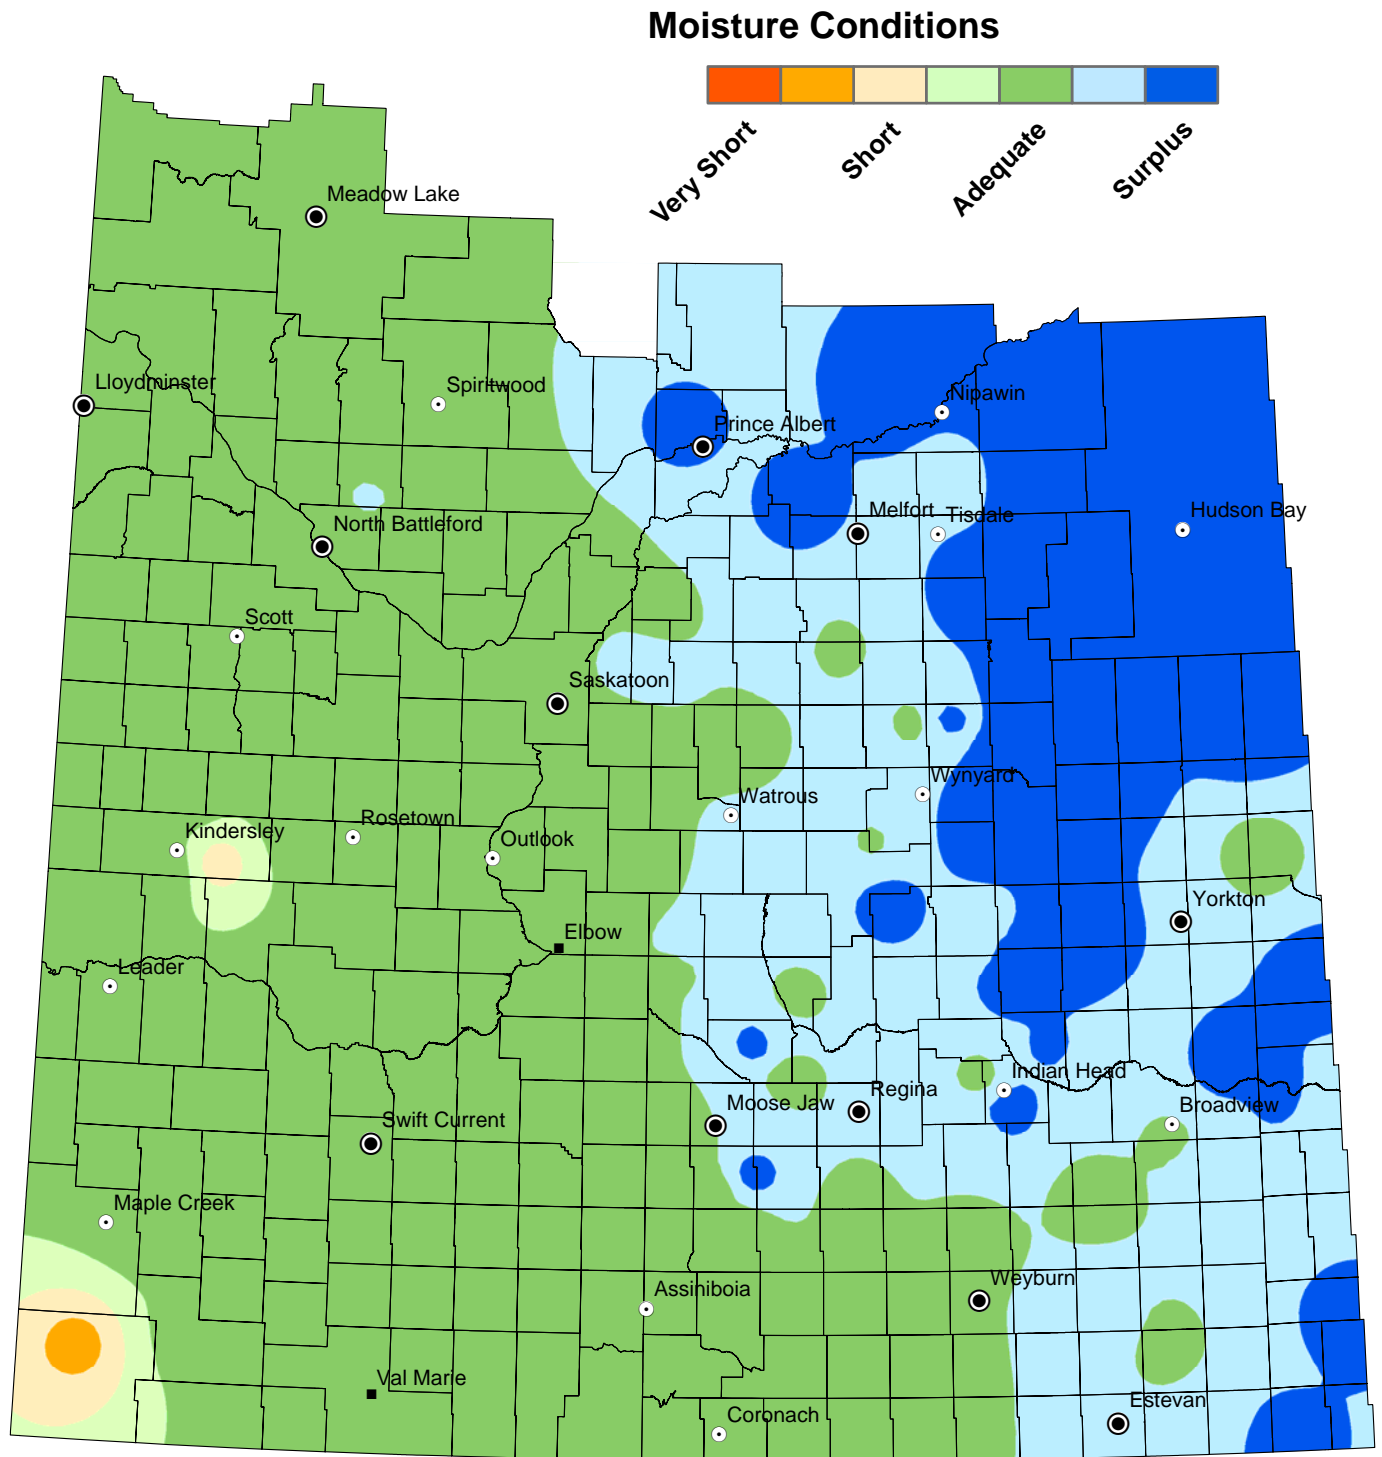 Moisture Conditions
Very Short
Short
Adequate
Surplus
Meadow Lake
Lloydminster
Spiritwood
Nipawin
Prince Albert
North Battleford
Melfort
Tisdale
Hudson Bay
Scott
Saskatoon
Wynyard
Watrous
Kindersley
Rosetown
Outlook
Yorkton
Elbow
Leader
Indian Head
Regina
Moose Jaw
Broadview
Swift Current
Maple Creek
Weyburn
Assiniboia
Val Marie
Estevan
Coronach